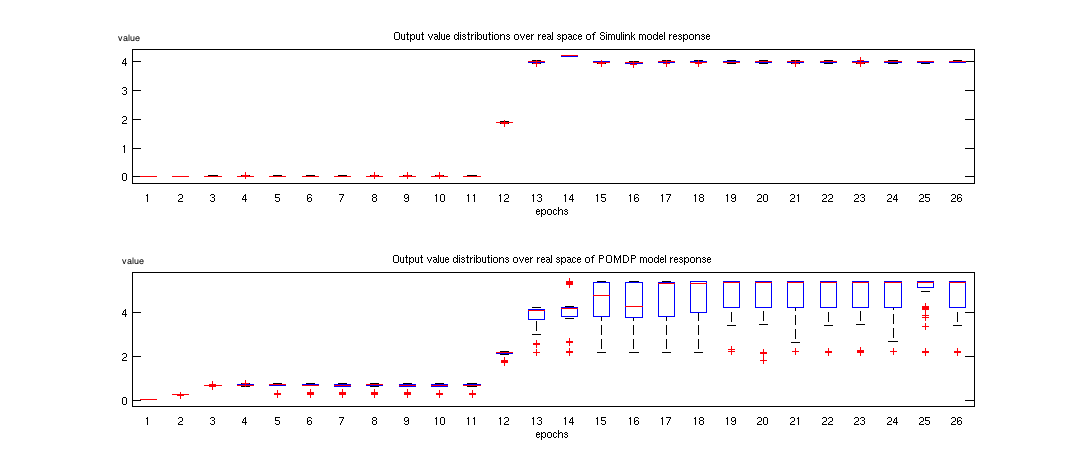 value
Output value distributions over real space of Simulink model response
4
3
2
1
0
1 2 3 4 5 6 7 8 9 10 11 12 13 14 15 16 17 18 19 20 21 22 23 24 25 26
epochs
value
Output value distributions over real space of POMDP model response
4
2
0
1 2 3 4 5 6 7 8 9 10 11 12 13 14 15 16 17 18 19 20 21 22 23 24 25 26
epochs